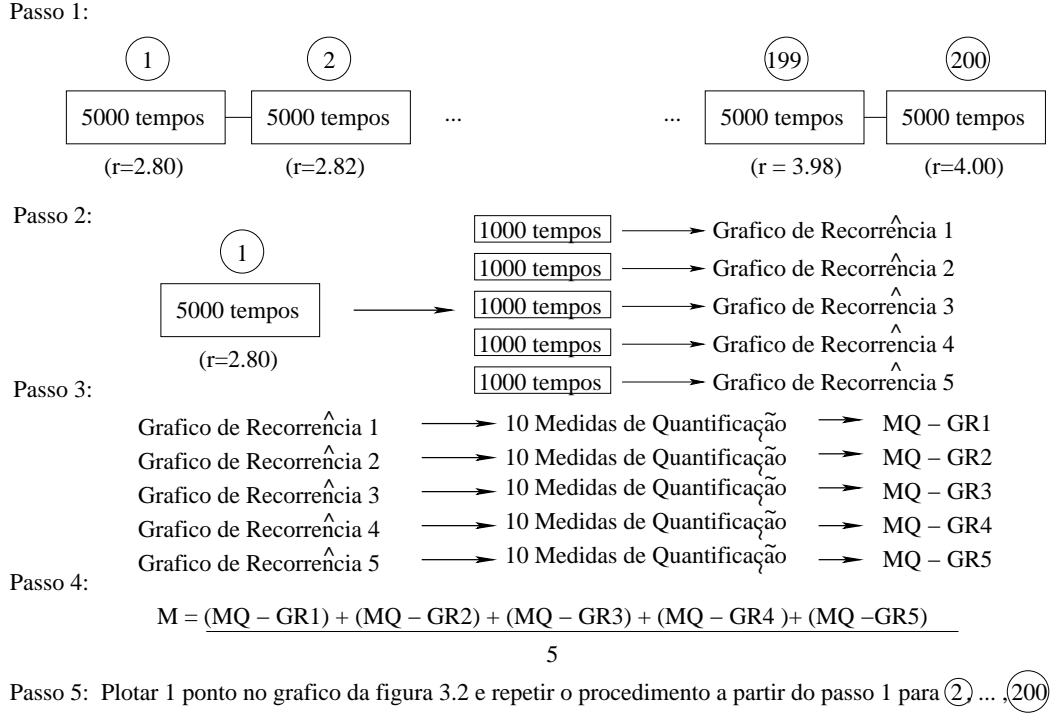 Passo 1:
1 2 199 200
5000 tempos 5000 tempos ... ... 5000 tempos 5000 tempos
(r=2.80) (r=2.82) (r = 3.98) (r=4.00)
Passo 2:
1
5000 tempos
(r=2.80)
1000 tempos Grafico de Recorrência 1
1000 tempos Grafico de Recorrência 2
1000 tempos Grafico de Recorrência 3
1000 tempos Grafico de Recorrência 4
1000 tempos Grafico de Recorrência 5
Passo 3:
Grafico de Recorrência 1 10 Medidas de Quantificação MQ – GR1
Grafico de Recorrência 2 10 Medidas de Quantificação MQ – GR2
Grafico de Recorrência 3 10 Medidas de Quantificação MQ – GR3
Grafico de Recorrência 4 10 Medidas de Quantificação MQ – GR4
Grafico de Recorrência 5 10 Medidas de Quantificação MQ – GR5
Passo 4:
M = (MQ – GR1) + (MQ – GR2) + (MQ – GR3) + (MQ – GR4 )+ (MQ –GR5)
5
Passo 5: Plotar 1 ponto no grafico da figura 3.2 e repetir o procedimento a partir do passo 1 para 2, ... ,200